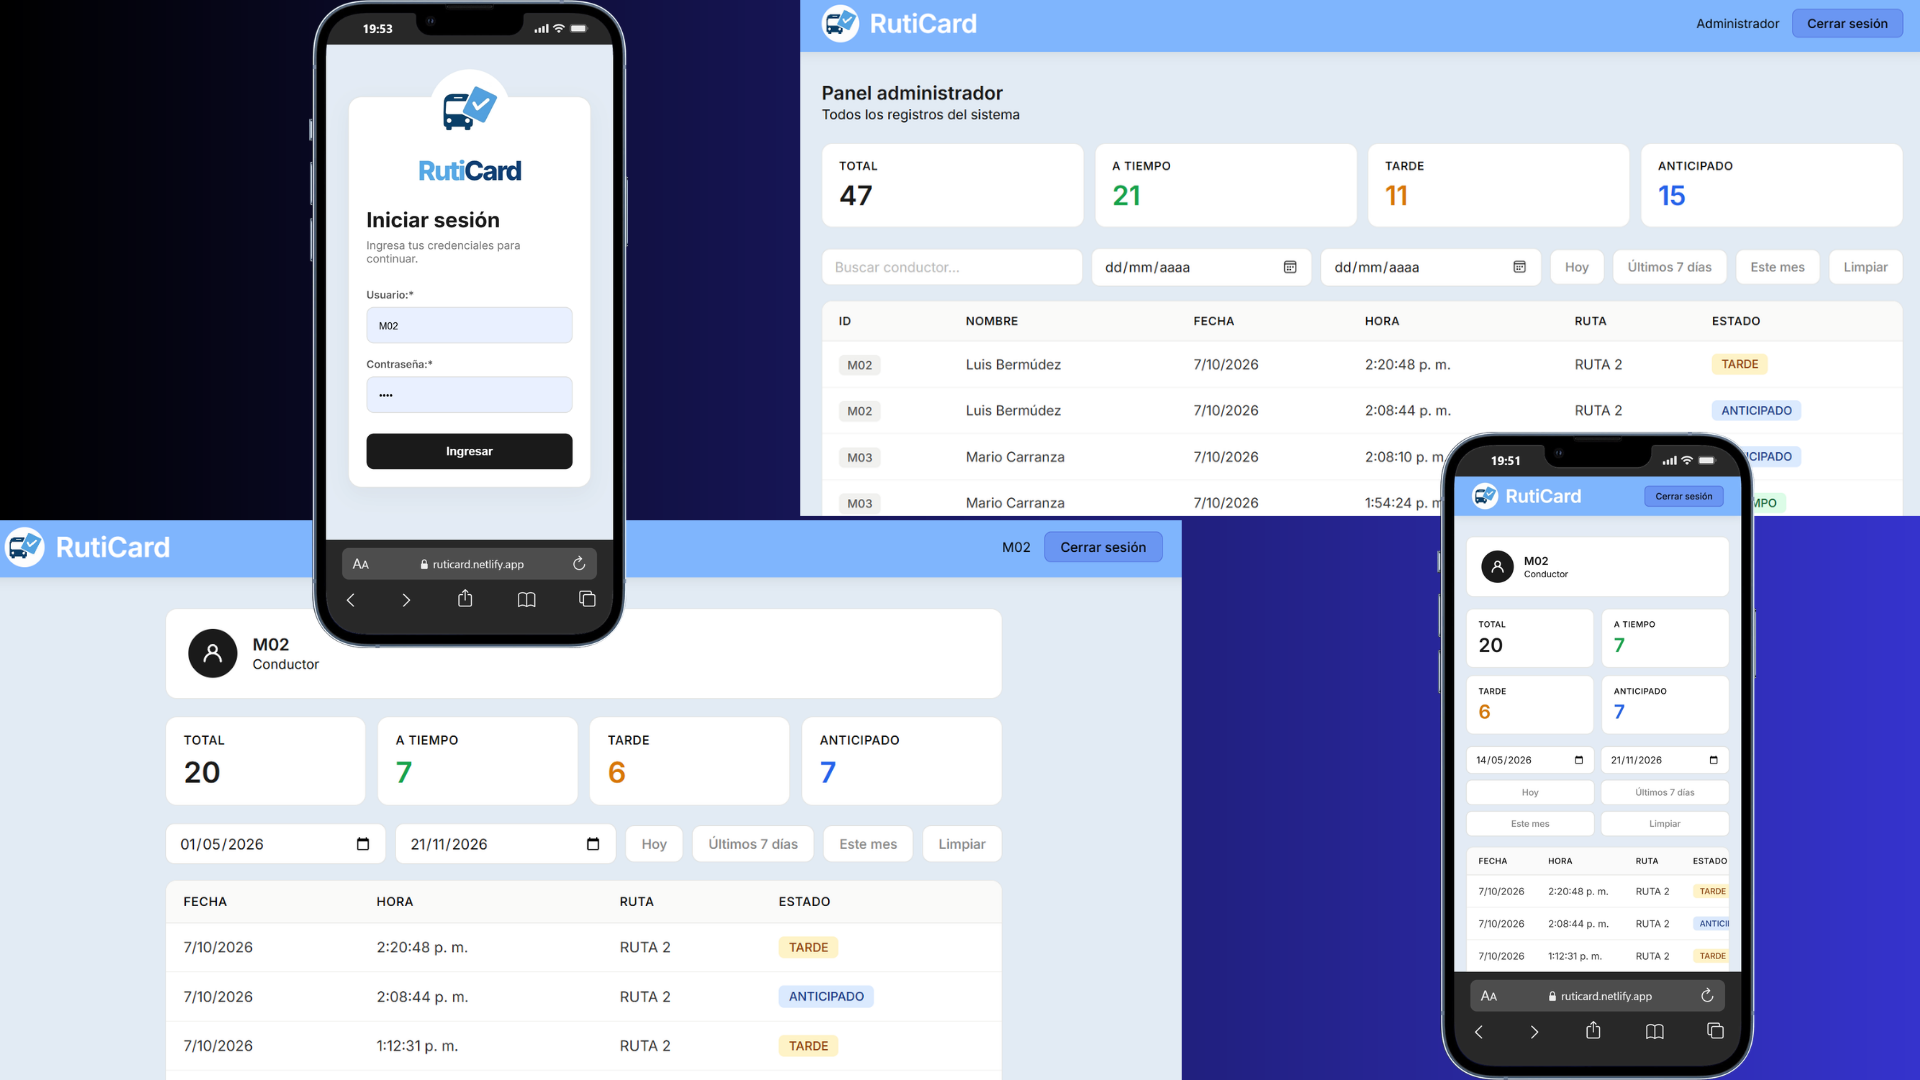 19:53
RutiCard
Iniciar sesión
Ingresa tus credenciales para
continuar.
Usuario:*
M02
Contraseña:*
••••
Ingresar
AA ruticard.netlify.app
RutiCard Administrador Cerrar sesión
Panel administrador
Todos los registros del sistema
TOTAL A TIEMPO TARDE ANTICIPADO
47 21 11 15
Buscar conductor... dd/mm/aaaa dd/mm/aaaa Hoy Últimos 7 días Este mes Limpiar
ID NOMBRE FECHA HORA RUTA ESTADO
M02 Luis Bermúdez 7/10/2026 2:20:48 p. m. RUTA 2 TARDE
M02 Luis Bermúdez 7/10/2026 2:08:44 p. m. RUTA 2 ANTICIPADO
M03 Mario Carranza 7/10/2026 2:08:10 p. m. CIPADO
M03 Mario Carranza 7/10/2026 1:54:24 p. m MPO
RutiCard M02 Cerrar sesión
M02
Conductor
TOTAL A TIEMPO TARDE ANTICIPADO
20 7 6 7
01/05/2026 21/11/2026 Hoy Últimos 7 días Este mes Limpiar
FECHA HORA RUTA ESTADO
7/10/2026 2:20:48 p. m. RUTA 2 TARDE
7/10/2026 2:08:44 p. m. RUTA 2 ANTICIPADO
7/10/2026 1:12:31 p. m. RUTA 2 TARDE
19:51
RutiCard Cerrar sesión
M02
Conductor
TOTAL A TIEMPO
20 7
TARDE ANTICIPADO
6 7
14/05/2026 21/11/2026
Hoy Últimos 7 días
Este mes Limpiar
FECHA HORA RUTA ESTADO
7/10/2026 2:20:48 p. m. RUTA 2 TARDE
7/10/2026 2:08:44 p. m. RUTA 2 ANTICI
7/10/2026 1:12:31 p. m. RUTA 2 TARDE
AA ruticard.netlify.app